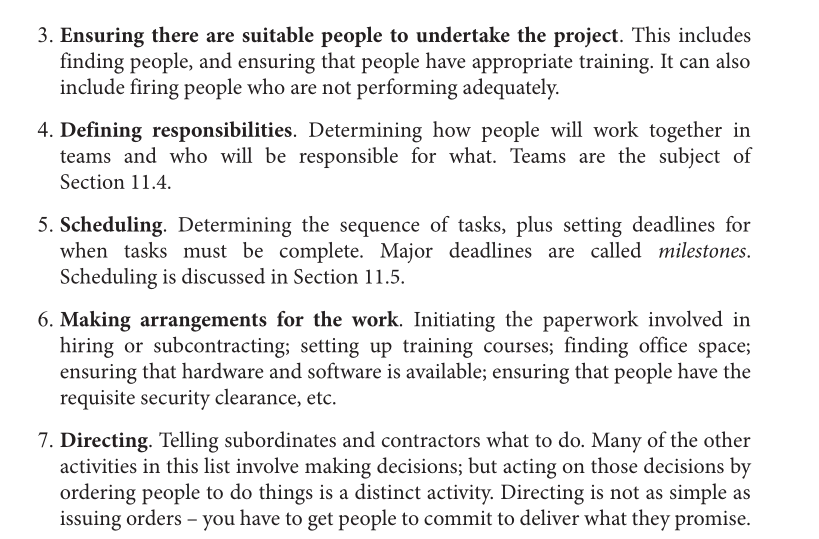 3. Ensuring there are suitable people to undertake the project. This includes
finding people, and ensuring that people have appropriate training. It can also
include firing people who are not performing adequately.
4. Defining responsibilities. Determining how people will work together in
teams and who will be responsible for what. Teams are the subject of
Section 11.4.
5. Scheduling. Determining the sequence of tasks, plus setting deadlines for
when tasks must be complete. Major deadlines are called milestones.
Scheduling is discussed in Section 11.5.
6. Making arrangements for the work. Initiating the paperwork involved in
hiring or subcontracting; setting up training courses; finding office space;
ensuring that hardware and software is available; ensuring that people have the
requisite security clearance, etc.
7. Directing. Telling subordinates and contractors what to do. Many of the other
activities in this list involve making decisions; but acting on those decisions by
ordering people to do things is a distinct activity. Directing is not as simple as
issuing orders – you have to get people to commit to deliver what they promise.